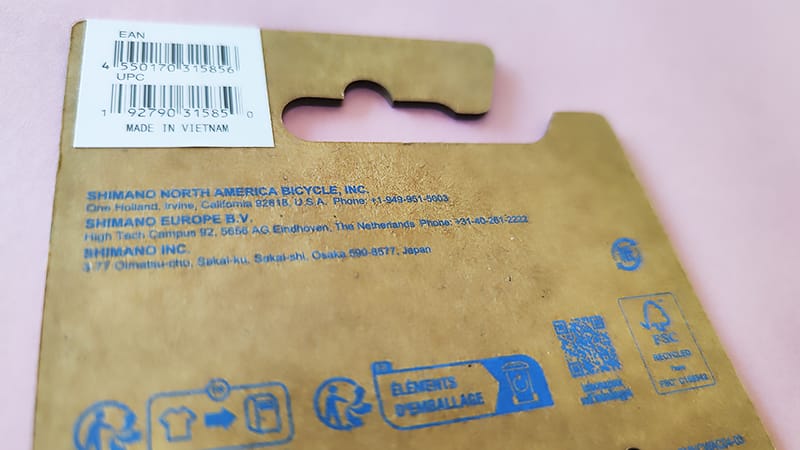 EAN
4 550170 315856
UPC
1 92790 31585 0
MADE IN VIETNAM
SHIMANO NORTH AMERICA BICYCLE, INC.
One Holland, Irvine, California 92618, U.S.A. Phone: +1-949-951-5003
SHIMANO EUROPE B.V.
High Tech Campus 92, 5656 AG Eindhoven, The Netherlands Phone: +31-40-261-2222
SHIMANO INC.
3-77 Oimatsu-cho, Sakai-ku, Sakai-shi, Osaka 590-8577, Japan
FSC
RECYCLED
ÉLÉMENTS
D'EMBALLAGE